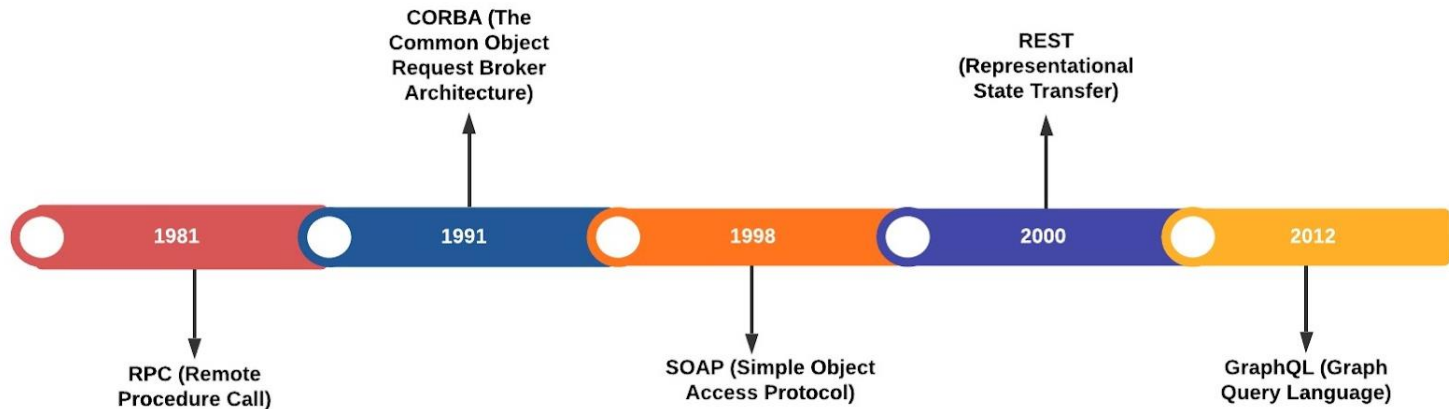 CORBA (The
Common Object
Request Broker
Architecture)
REST
(Representational
State Transfer)
1981
1991
1998
2000
2012
RPC (Remote
Procedure Call)
SOAP (Simple Object
Access Protocol)
GraphQL (Graph
Query Language)